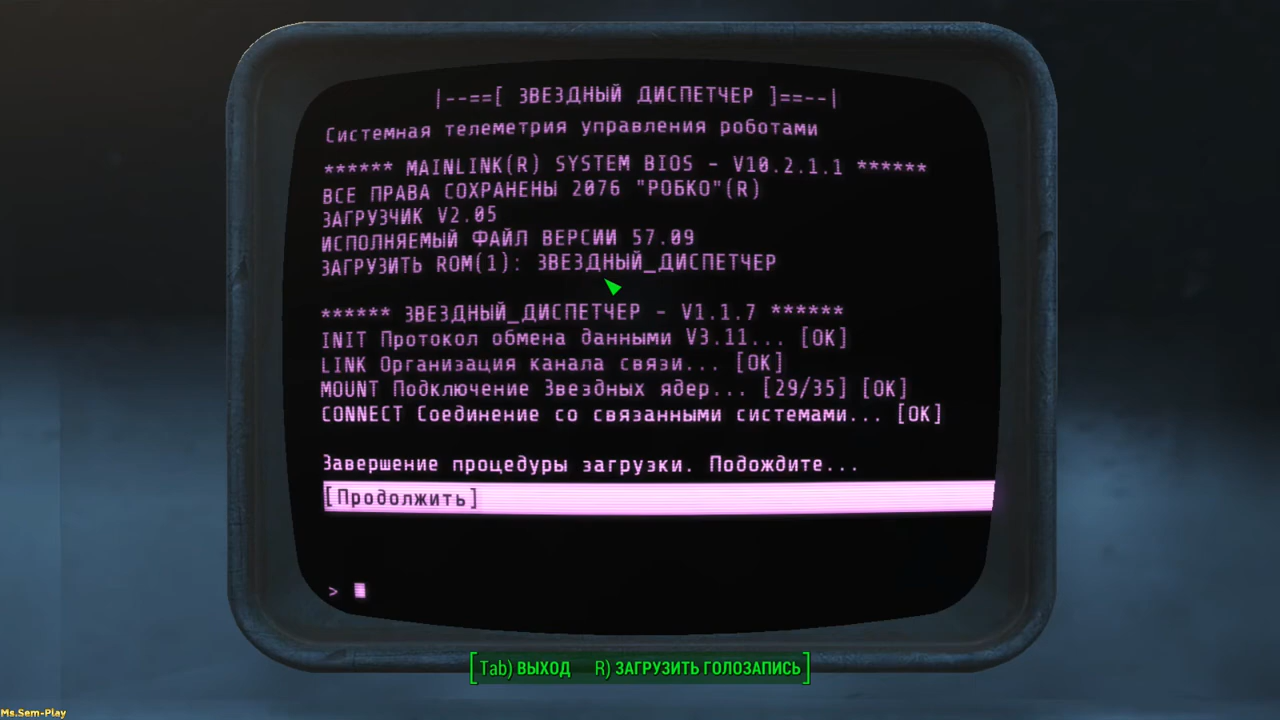 |--==[ ЗВЕЗДНЫЙ ДИСПЕТЧЕР ]==--|
Системная телеметрия управления роботами
****** MAINLINK(R) SYSTEM BIOS - V10.2.1.1 ******
ВСЕ ПРАВА СОХРАНЕНЫ 2076 "РОБКО"(R)
ЗАГРУЗЧИК V2.05
ИСПОЛНЯЕМЫЙ ФАЙЛ ВЕРСИИ 57.09
ЗАГРУЗИТЬ ROM(1): ЗВЕЗДНЫЙ_ДИСПЕТЧЕР
****** ЗВЕЗДНЫЙ_ДИСПЕТЧЕР - V1.1.7 ******
INIT Протокол обмена данными V3.11... [OK]
LINK Организация канала связи... [OK]
MOUNT Подключение Звездных ядер... [29/35] [OK]
CONNECT Соединение со связанными системами... [OK]
Завершение процедуры загрузки. Подождите...
[Продолжить]
>
Tab) ВЫХОД R) ЗАГРУЗИТЬ ГОЛОЗАПИСЬ
Ms.Sem-Play